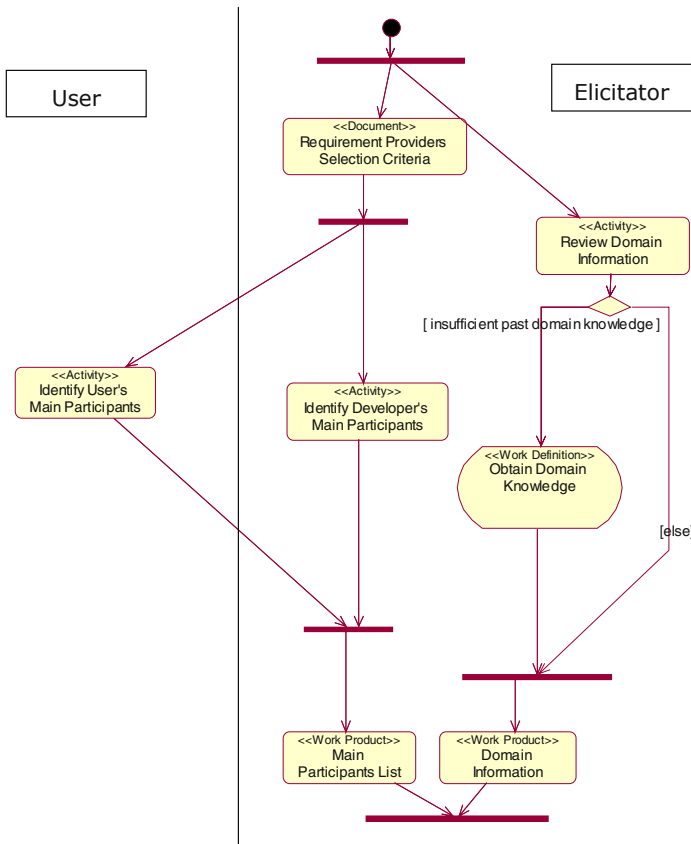 User
Elicitator
<<Document>>
Requirement Providers
Selection Criteria
<<Activity>>
Review Domain
Information
[ insufficient past domain knowledge ]
<<Activity>>
Identify User's
Main Participants
<<Activity>>
Identify Developer's
Main Participants
<<Work Definition>>
Obtain Domain
Knowledge
[else]
<<Work Product>>
Main
Participants List
<<Work Product>>
Domain
Information